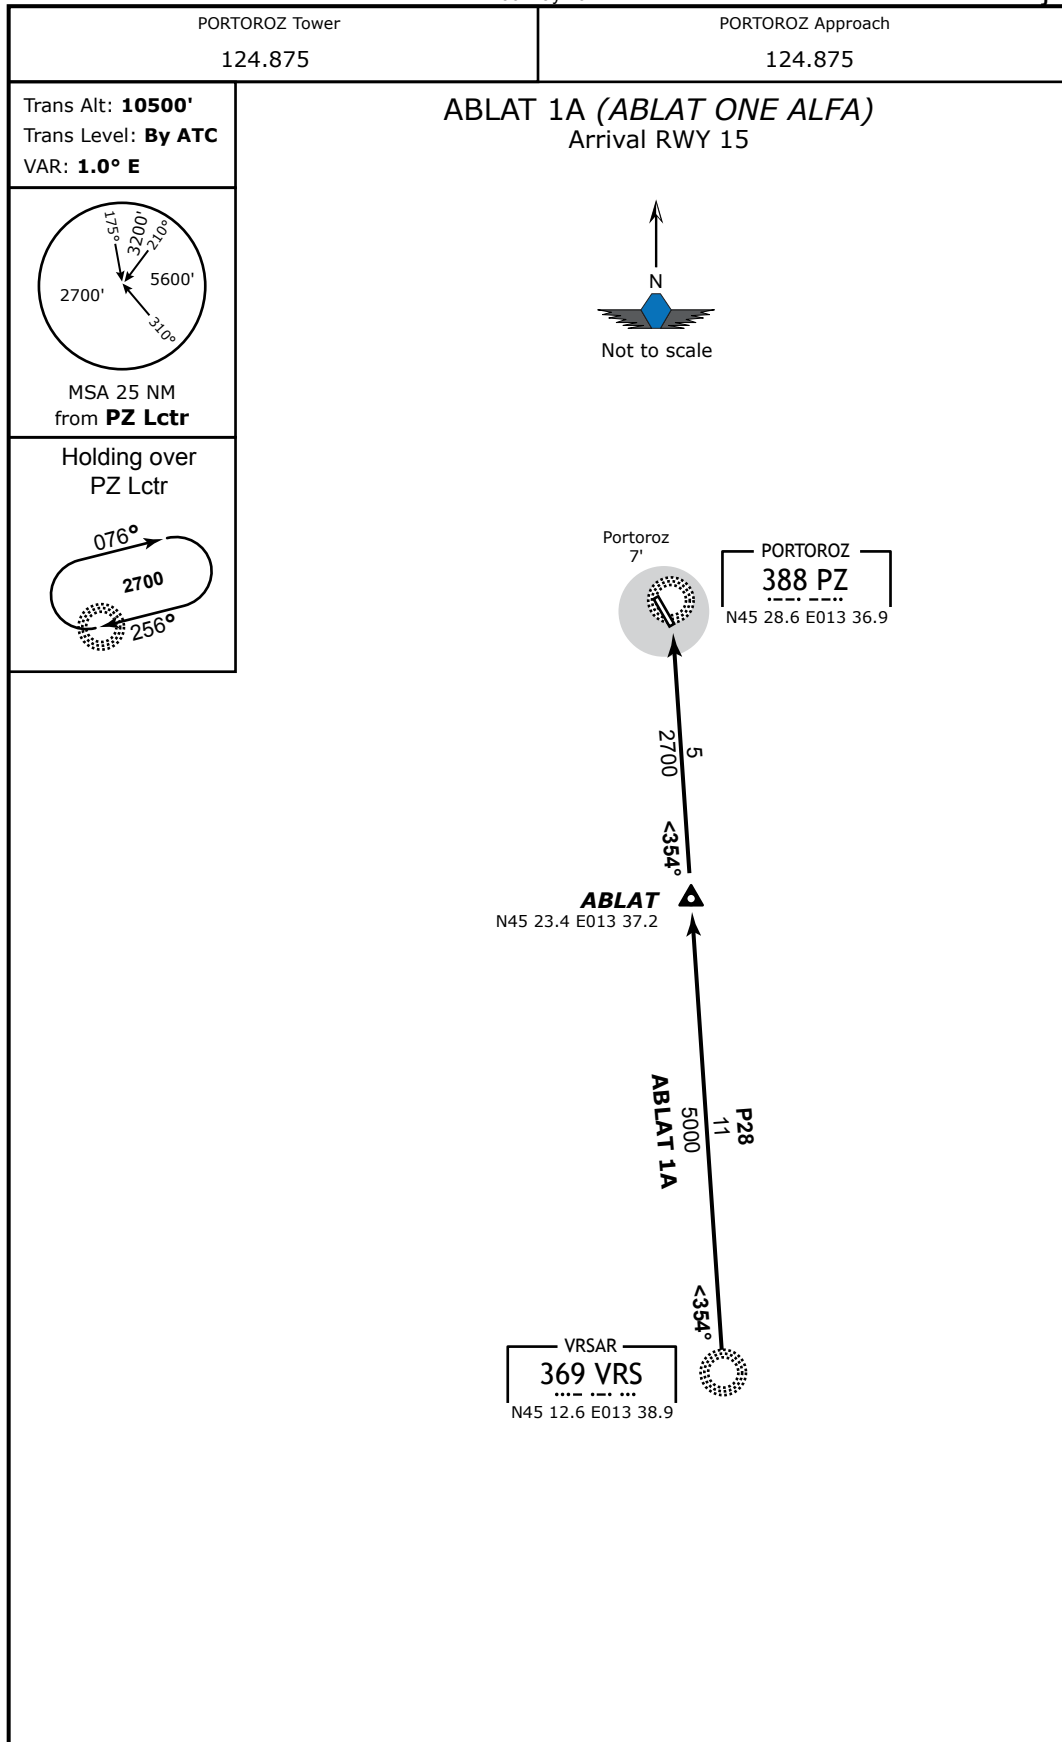 PORTOROZ Tower
124.875
PORTOROZ Approach
124.875
Trans Alt: 10500'
Trans Level: By ATC
VAR: 1.0° E
ABLAT 1A (ABLAT ONE ALFA)
Arrival RWY 15
175°
3200'
210°
2700'
5600'
310°
MSA 25 NM
from PZ Lctr
N
Not to scale
Holding over
PZ Lctr
076°
2700
256°
Portoroz
7'
PORTOROZ
388 PZ
N45 28.6 E013 36.9
5
2700
<354°
ABLAT
N45 23.4 E013 37.2
P28
11
5000
ABLAT 1A
<354°
VRSAR
369 VRS
N45 12.6 E013 38.9